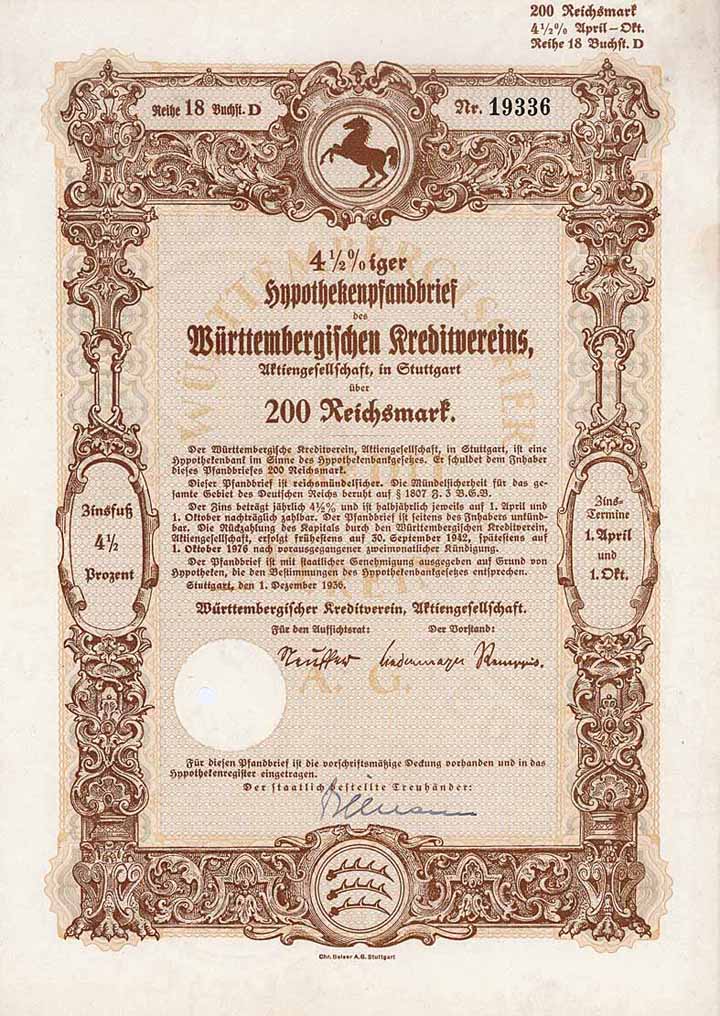 200 Reichsmark
4½% April – Okt.
Reihe 18 Buchst. D
Reihe 18 Buchst. D
Nr. 19336
4½%iger
Hypothekenpfandbrief
des
Württembergischen Kreditvereins,
Aktiengesellschaft, in Stuttgart
über
200 Reichsmark.
Der Württembergische Kreditverein, Aktiengesellschaft, in Stuttgart, ist eine
Hypothekenbank im Sinne des Hypothekenbankgesetzes. Er schuldet dem Inhaber
dieses Pfandbriefes 200 Reichsmark.
Dieser Pfandbrief ist reichsmündelsicher. Die Mündelsicherheit für das ge-
samte Gebiet des Deutschen Reichs beruht auf § 1807 Z. 3 B.G.B.
Der Zins beträgt jährlich 4½% und ist halbjährlich jeweils auf 1. April und
1. Oktober nachträglich zahlbar. Der Pfandbrief ist seitens des Inhabers unkünd-
bar. Die Rückzahlung des Kapitals durch den Württembergischen Kreditverein,
Aktiengesellschaft, erfolgt frühestens auf 30. September 1942, spätestens auf
1. Oktober 1976 nach vorausgegangener zweimonatlicher Kündigung.
Der Pfandbrief ist mit staatlicher Genehmigung ausgegeben auf Grund von
Hypotheken, die den Bestimmungen des Hypothekenbankgesetzes entsprechen.
Stuttgart, den 1. Dezember 1936.
Württembergischer Kreditverein, Aktiengesellschaft.
Für den Aufsichtsrat: Der Vorstand:
Zinsfuß
4½
Prozent
Zins-
Termine
1. April
und
1. Okt.
A. G.
Für diesen Pfandbrief ist die vorschriftsmäßige Deckung vorhanden und in das
Hypothekenregister eingetragen.
Der staatlich bestellte Treuhänder:
Chr. Belser A.G. Stuttgart